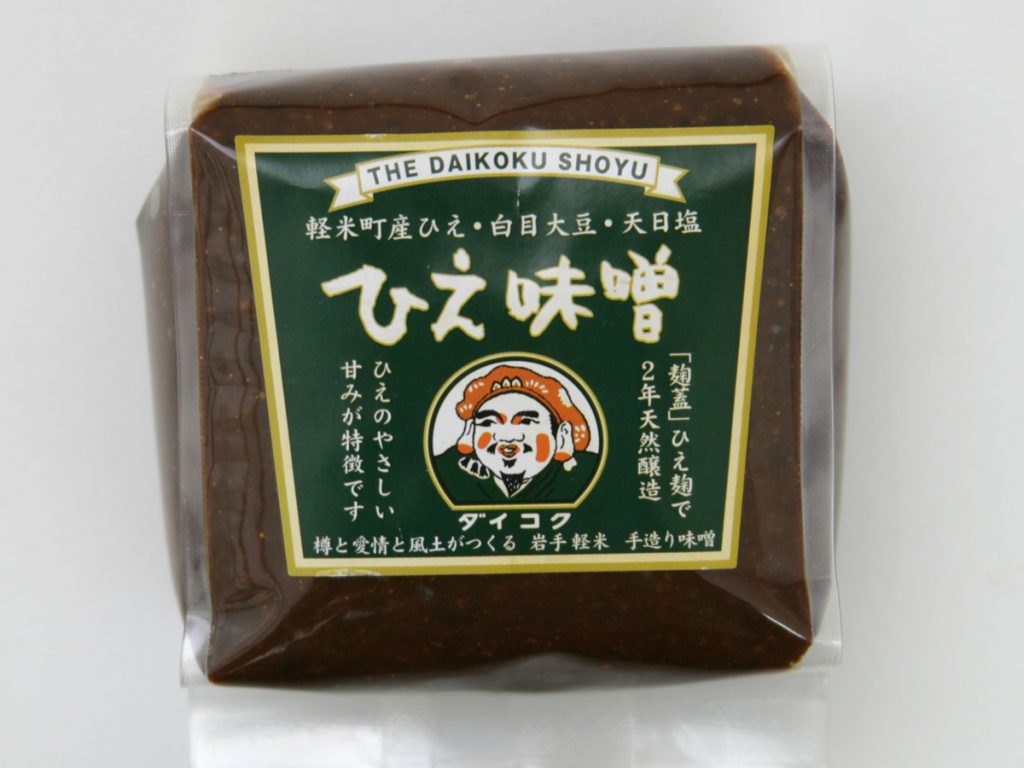 THE DAIKOKU SHOYU
軽米町産ひえ・白目大豆・天日塩
ひえ味噌
「麹蓋」ひえ麹で
2年天然醸造
ひえのやさしい
甘みが特徴です
ダイコク
樽と愛情と風土がつくる 岩手軽米 手造り味噌